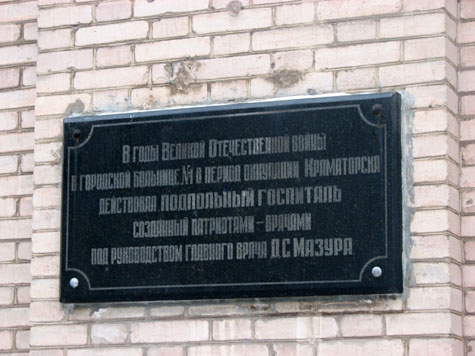 В годы Великой Отечественной войны
в городской больнице №1 в период оккупации Краматорска
действовал подпольный госпиталь
созданный патриотами – врачами
под руководством главного врача Д.С Мазура